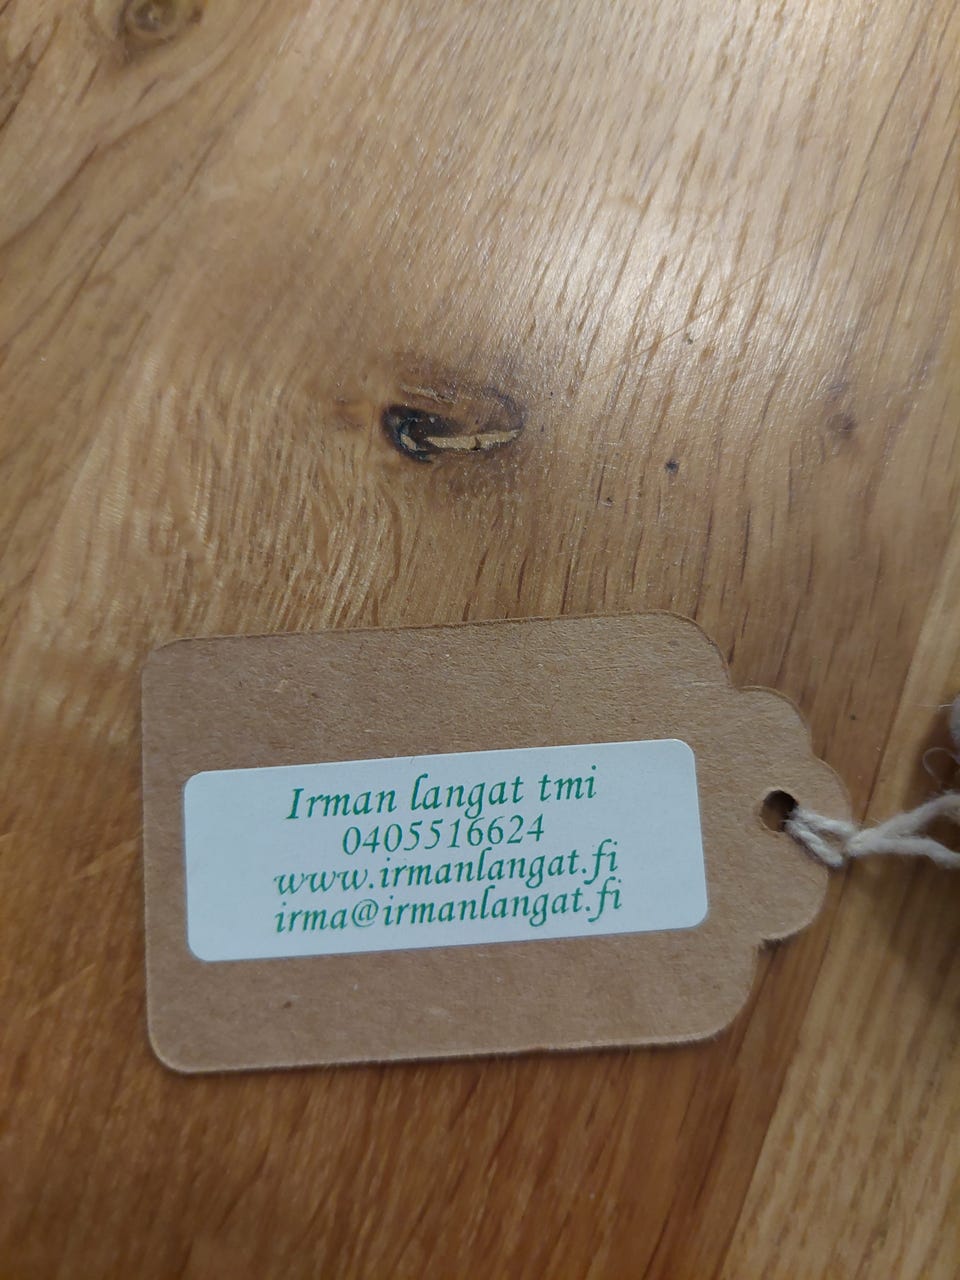 Irman langat tmi
0405516624
www.irmanlangat.fi
irma@irmanlangat.fi